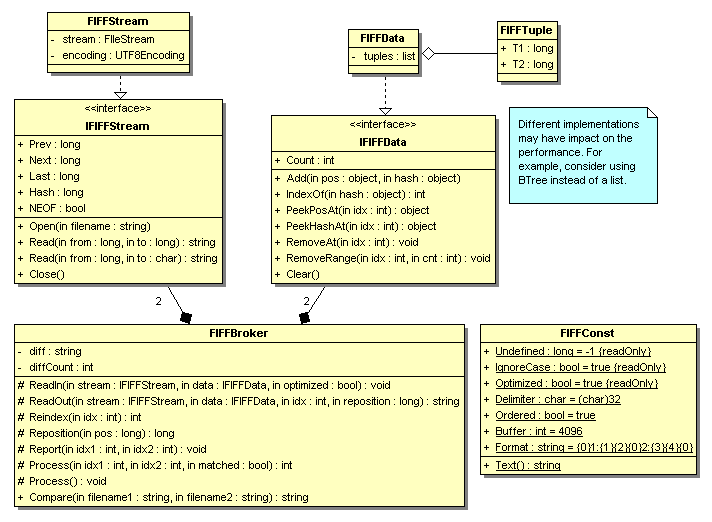 FIFFStream
- stream : FIleStream
- encoding : UTF8Encoding
FIFFData
- tuples : list
FIFFTuple
+ T1 : long
+ T2 : long
<<interface>>
IFIFFStream
+ Prev : long
+ Next : long
+ Last : long
+ Hash : long
+ NEOF : bool
+ Open(in filename : string)
+ Read(in from : long, in to : long) : string
+ Read(in from : long, in to : char) : string
+ Close()
<<interface>>
IFIFFData
+ Count : int
+ Add(in pos : object, in hash : object)
+ IndexOf(in hash : object) : int
+ PeekPosAt(in idx : int) : object
+ PeekHashAt(in idx : int) : object
+ RemoveAt(in idx : int) : void
+ RemoveRange(in idx : int, in cnt : int) : void
+ Clear()
Different implementations
may have impact on the
performance. For
example, consider using
BTree instead of a list.
2
2
FIFFBroker
- diff : string
- diffCount : int
# ReadIn(in stream : IFIFFStream, in data : IFIFFData, in optimized : bool) : void
# ReadOut(in stream : IFIFFStream, in data : IFIFFData, in idx : int, in reposition : long) : string
# Reindex(in idx : int) : int
# Reposition(in pos : long) : long
# Report(in idx1 : int, in idx2 : int) : void
# Process(in idx1 : int, in idx2 : int, in matched : bool) : int
# Process() : void
+ Compare(in filename1 : string, in filename2 : string) : string
FIFFConst
+ Undefined : long = -1 {readOnly}
+ IgnoreCase : bool = true {readOnly}
+ Optimized : bool = true {readOnly}
+ Delimiter : char = (char)32
+ Ordered : bool = true
+ Buffer : int = 4096
+ Format : string = {0}1:{1}{2}{0}2:{3}{4}{0}
+ Text() : string